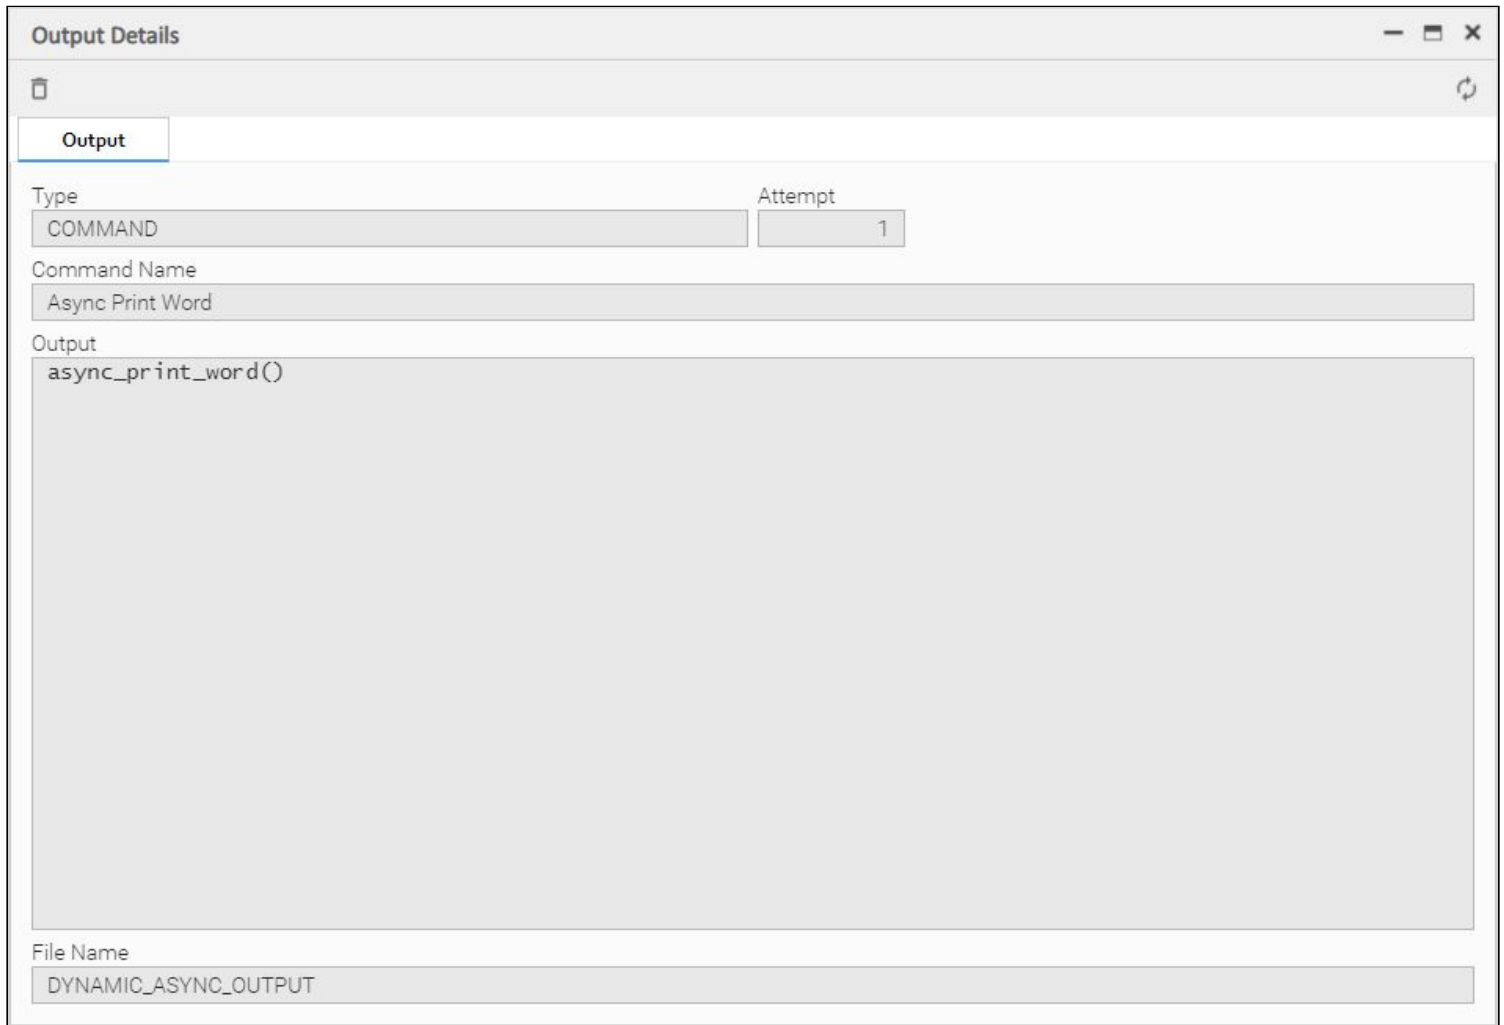 Output Details
Output
Type Attempt
COMMAND 1
Command Name
Async Print Word
Output
async_print_word()
File Name
DYNAMIC_ASYNC_OUTPUT